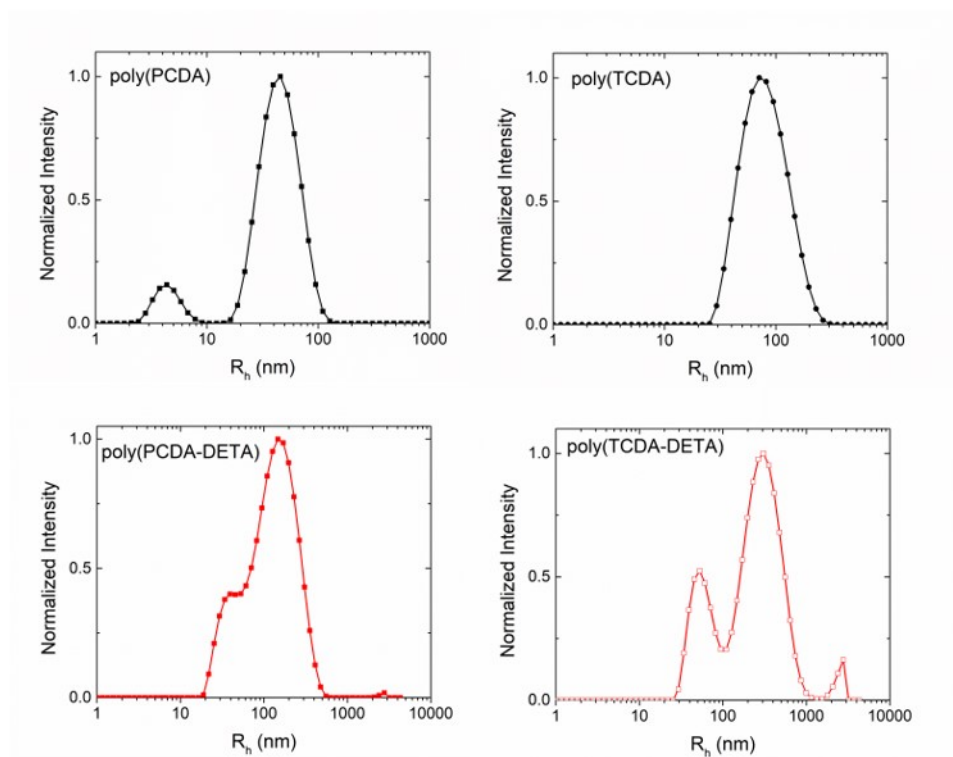 poly(PCDA)
1.0
0.5
0.0
Normalized Intensity
1 10 100 1000
Rₕ (nm)
poly(TCDA)
1.0
0.5
0.0
Normalized Intensity
1 10 100 1000
Rₕ (nm)
poly(PCDA-DETA)
1.0
0.5
0.0
Normalized Intensity
1 10 100 1000 10000
Rₕ (nm)
poly(TCDA-DETA)
1.0
0.5
0.0
Normalized Intensity
1 10 100 1000 10000
Rₕ (nm)